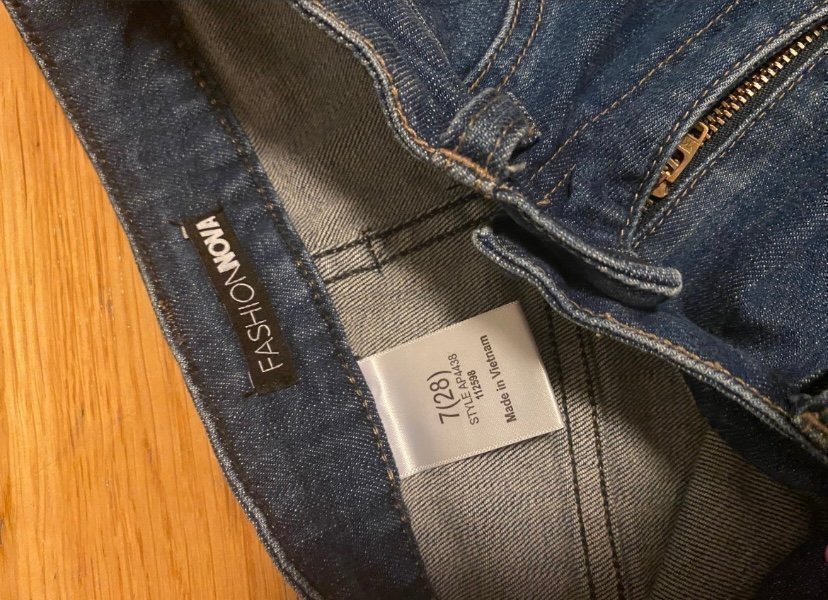 FASHIONNOVA
7(28)
STYLE AP4438
112598
Made in Vietnam